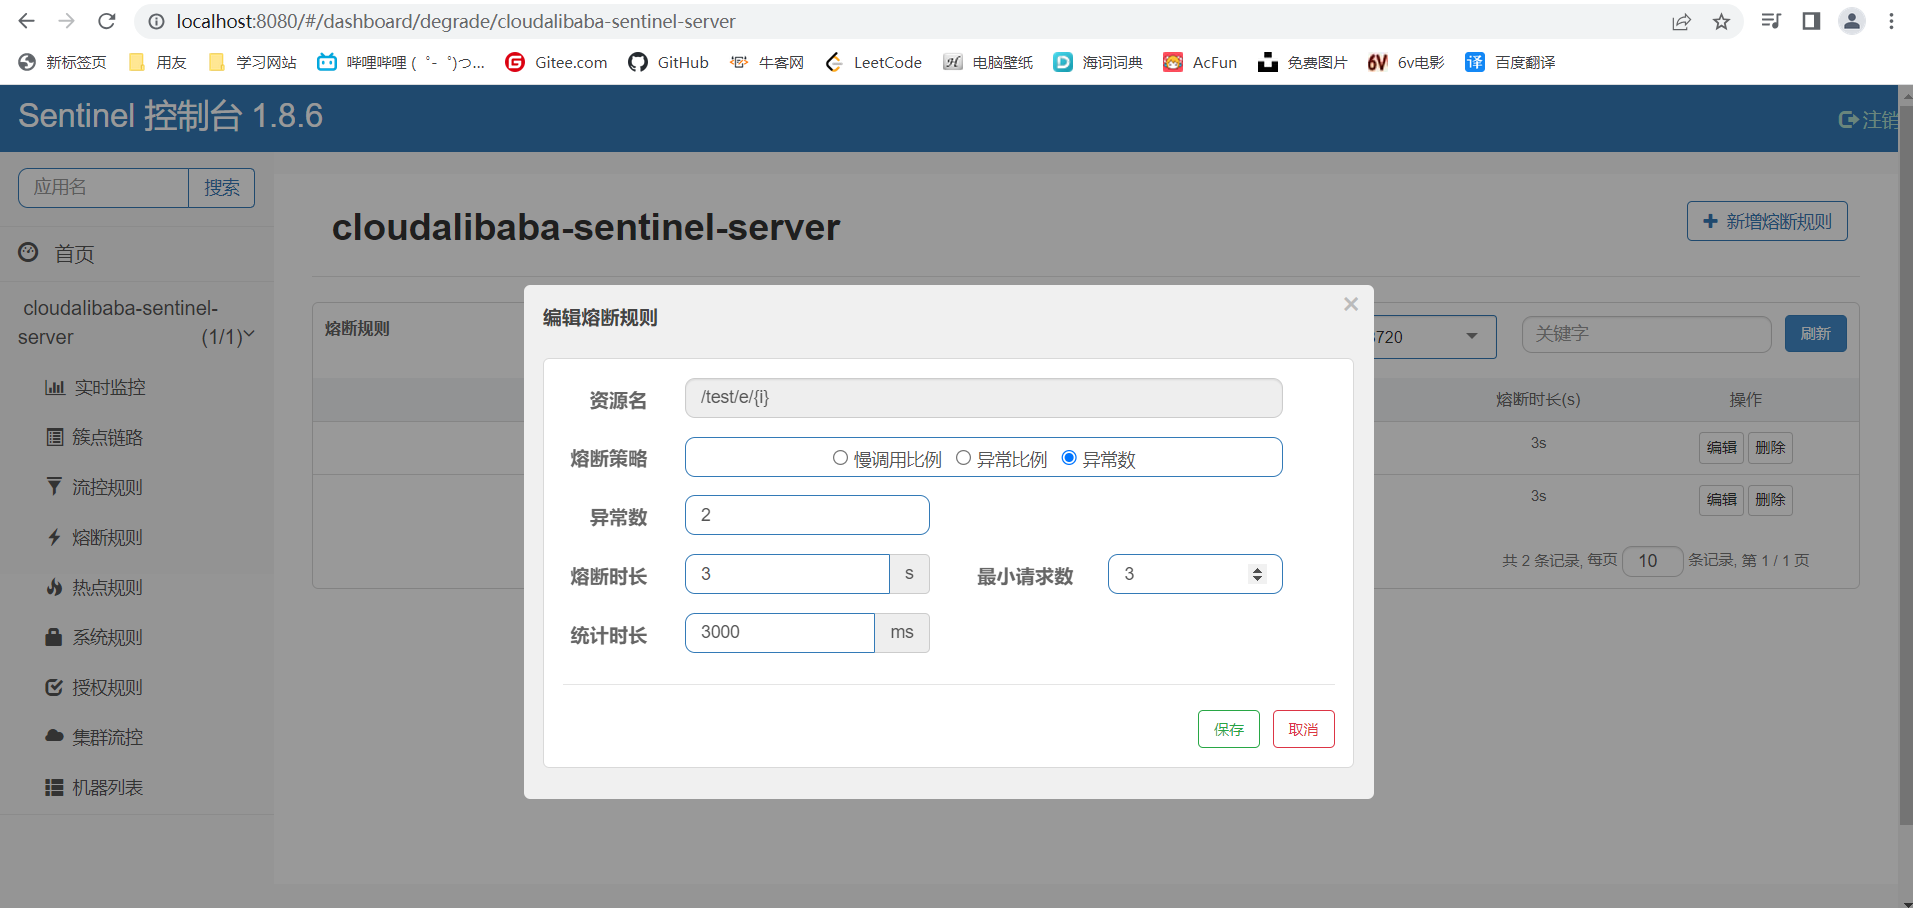 localhost:8080/#/dashboard/degrade/cloudalibaba-sentinel-server
新标签页 用友 学习网站 哔哩哔哩 ( ゜- ゜)つ... Gitee.com GitHub 牛客网 LeetCode 电脑壁纸 海词词典 AcFun 免费图片 6v电影 百度翻译
Sentinel 控制台 1.8.6
注销
应用名 搜索
首页
cloudalibaba-sentinel-
server (1/1)
实时监控
簇点链路
流控规则
熔断规则
热点规则
系统规则
授权规则
集群流控
机器列表
cloudalibaba-sentinel-server
新增熔断规则
熔断规则 720 关键字 刷新
熔断时长(s) 操作
3s 编辑 删除
3s 编辑 删除
共 2 条记录, 每页 10 条记录, 第 1 / 1 页
编辑熔断规则 ×
资源名 /test/e/{i}
熔断策略 慢调用比例 异常比例 异常数
异常数 2
熔断时长 3 s 最小请求数 3
统计时长 3000 ms
保存 取消